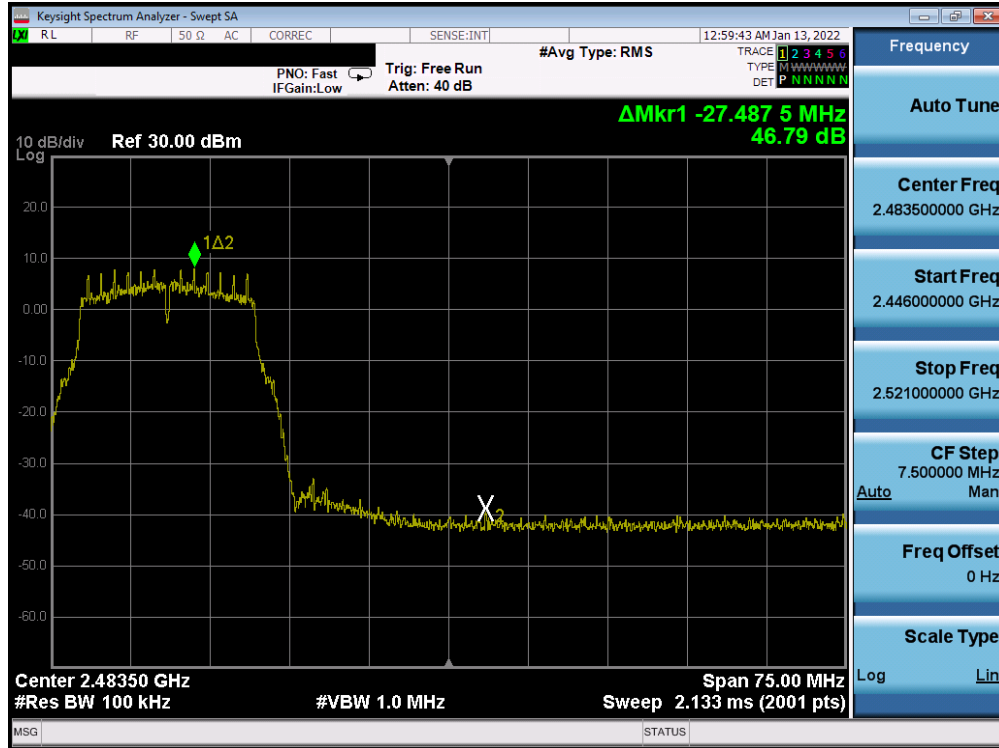 Keysight Spectrum Analyzer - Swept SA
LXI RL RF 50 Ω AC CORREC SENSE:INT 12:59:43 AM Jan 13, 2022
#Avg Type: RMS TRACE 1 2 3 4 5 6
PNO: Fast Trig: Free Run TYPE M W W W W W
IFGain:Low Atten: 40 dB DET P N N N N N
ΔMkr1 -27.487 5 MHz
46.79 dB
10 dB/div Ref 30.00 dBm
Log
20.0
1Δ2
10.0
0.00
-10.0
-20.0
-30.0
-40.0
X2
-50.0
-60.0
Center 2.48350 GHz Span 75.00 MHz
#Res BW 100 kHz #VBW 1.0 MHz Sweep 2.133 ms (2001 pts)
MSG STATUS
Frequency
Auto Tune
Center Freq
2.483500000 GHz
Start Freq
2.446000000 GHz
Stop Freq
2.521000000 GHz
CF Step
7.500000 MHz
Auto Man
Freq Offset
0 Hz
Scale Type
Log Lin